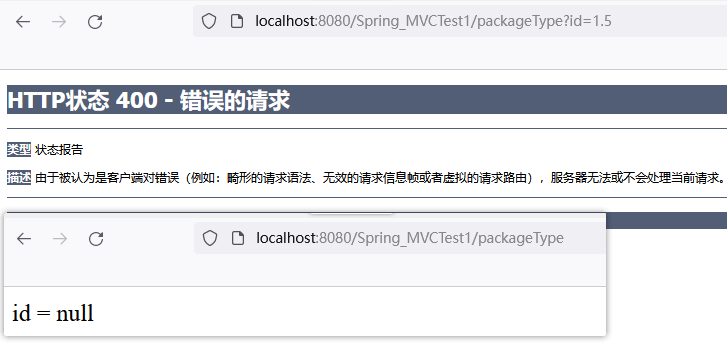 localhost:8080/Spring_MVCTest1/packageType?id=1.5
HTTP状态 400 - 错误的请求
类型 状态报告
描述 由于被认为是客户端对错误（例如：畸形的请求语法、无效的请求信息帧或者虚拟的请求路由），服务器无法或不会处理当前请求。
localhost:8080/Spring_MVCTest1/packageType
id = null